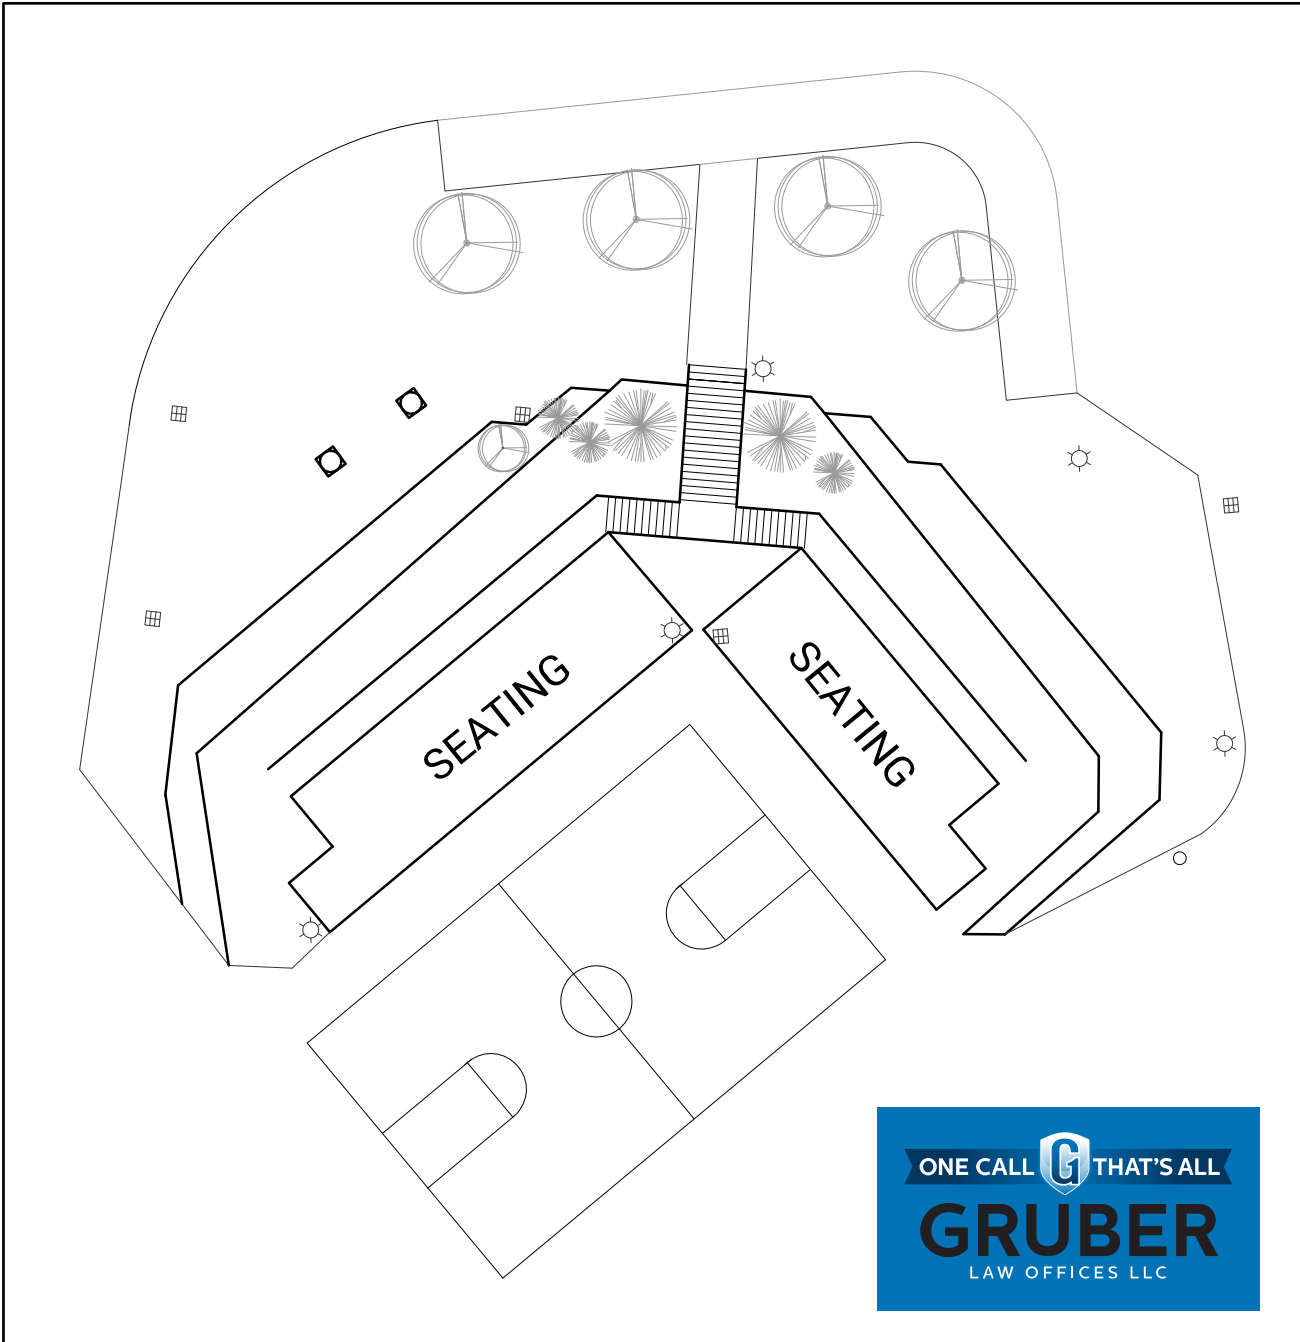 SEATING
SEATING
ONE CALL G THAT'S ALL
GRUBER
LAW OFFICES LLC